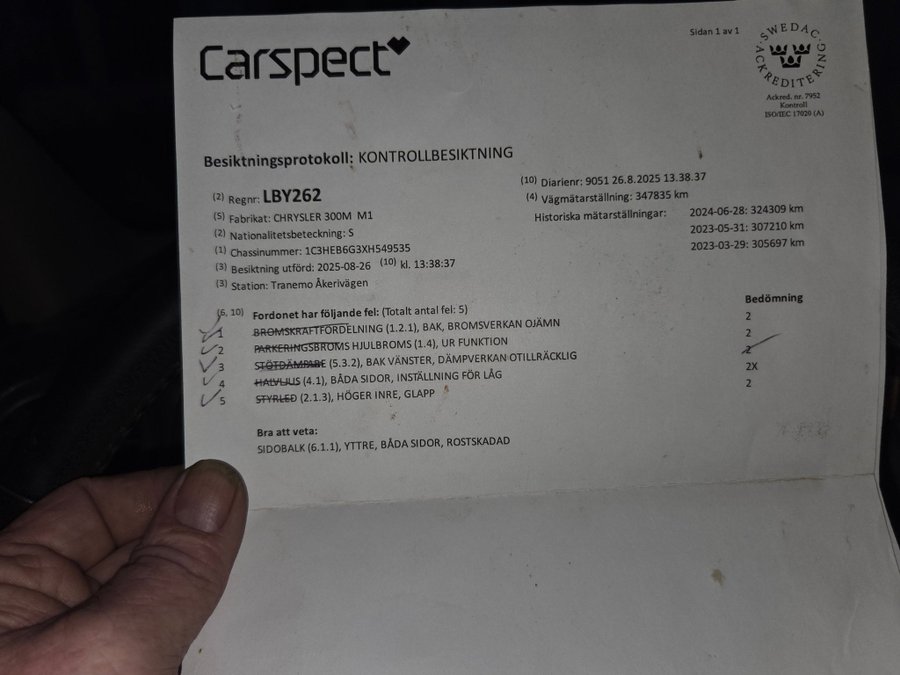 Carspect
Sidan 1 av 1
SWEDAC ACKREDITERING
Ackred. nr. 7952
Kontroll
ISO/IEC 17020 (A)
Besiktningsprotokoll: KONTROLLBESIKTNING
(2) Regnr: LBY262
(5) Fabrikat: CHRYSLER 300M M1
(2) Nationalitetsbeteckning: S
(1) Chassinummer: 1C3HEB6G3XH549535
(3) Besiktning utförd: 2025-08-26 (10) kl. 13:38:37
(3) Station: Tranemo Åkerivägen
(10) Diarienr: 9051 26.8.2025 13.38.37
(4) Vägmätarställning: 347835 km
Historiska mätarställningar: 2024-06-28: 324309 km
2023-05-31: 307210 km
2023-03-29: 305697 km
(6, 10) Fordonet har följande fel: (Totalt antal fel: 5) Bedömning
1 BROMSKRAFTFÖRDELNING (1.2.1), BAK, BROMSVERKAN OJÄMN 2
2 PARKERINGSBROMS HJULBROMS (1.4), UR FUNKTION 2
3 STÖTDÄMPARE (5.3.2), BAK VÄNSTER, DÄMPVERKAN OTILLRÄCKLIG 2
4 HALVLJUS (4.1), BÅDA SIDOR, INSTÄLLNING FÖR LÅG 2X
5 STYRLED (2.1.3), HÖGER INRE, GLAPP 2
Bra att veta:
SIDOBALK (6.1.1), YTTRE, BÅDA SIDOR, ROSTSKADAD